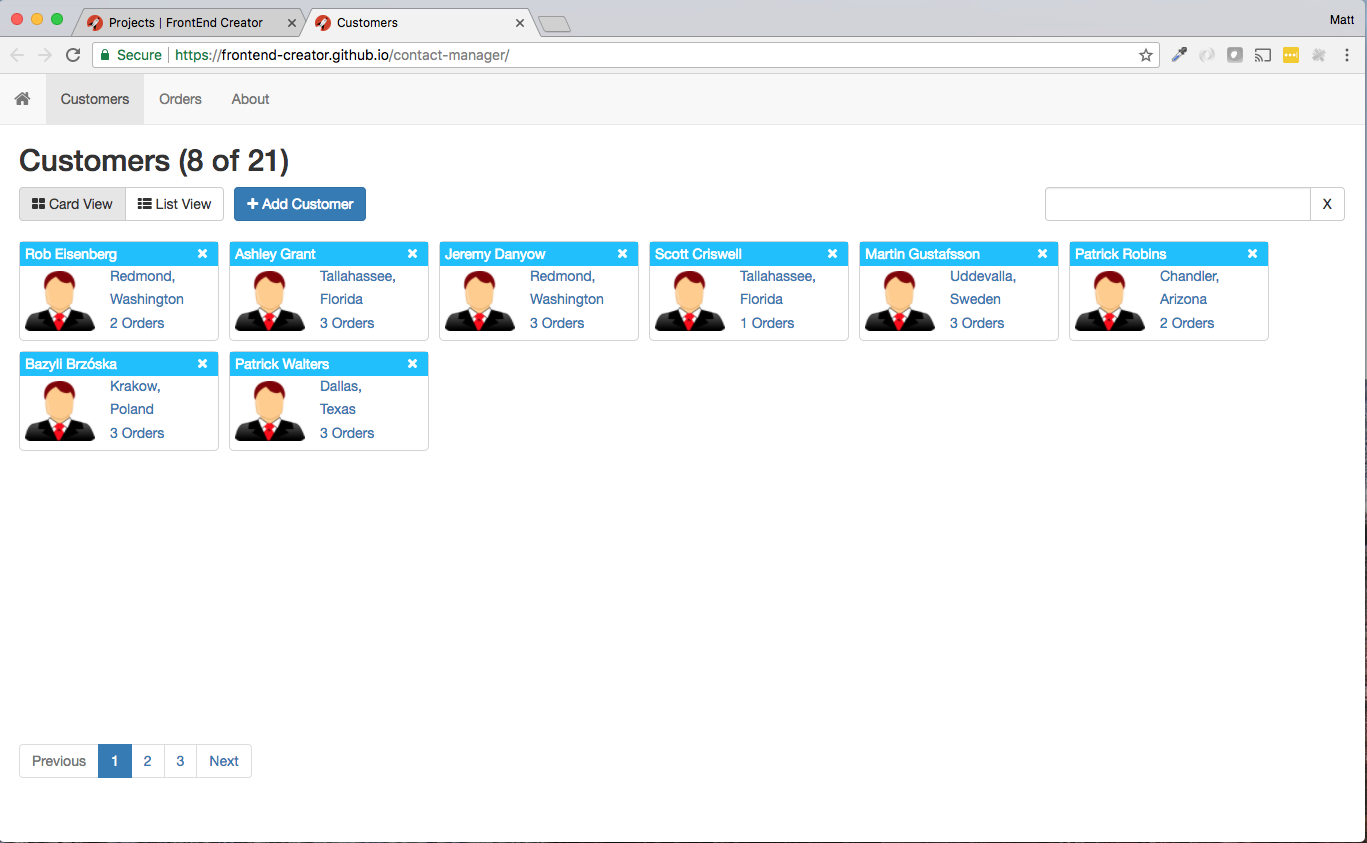 Projects | FrontEnd Creator
Customers
Matt
Secure
https://frontend-creator.github.io/contact-manager/
Customers
Orders
About
Customers (8 of 21)
Card View
List View
Add Customer
X
Rob Eisenberg
Redmond,
Washington
2 Orders
Ashley Grant
Tallahassee,
Florida
3 Orders
Jeremy Danyow
Redmond,
Washington
3 Orders
Scott Criswell
Tallahassee,
Florida
1 Orders
Martin Gustafsson
Uddevalla,
Sweden
3 Orders
Patrick Robins
Chandler,
Arizona
2 Orders
Bazyli Brzóska
Krakow,
Poland
3 Orders
Patrick Walters
Dallas,
Texas
3 Orders
Previous
1
2
3
Next